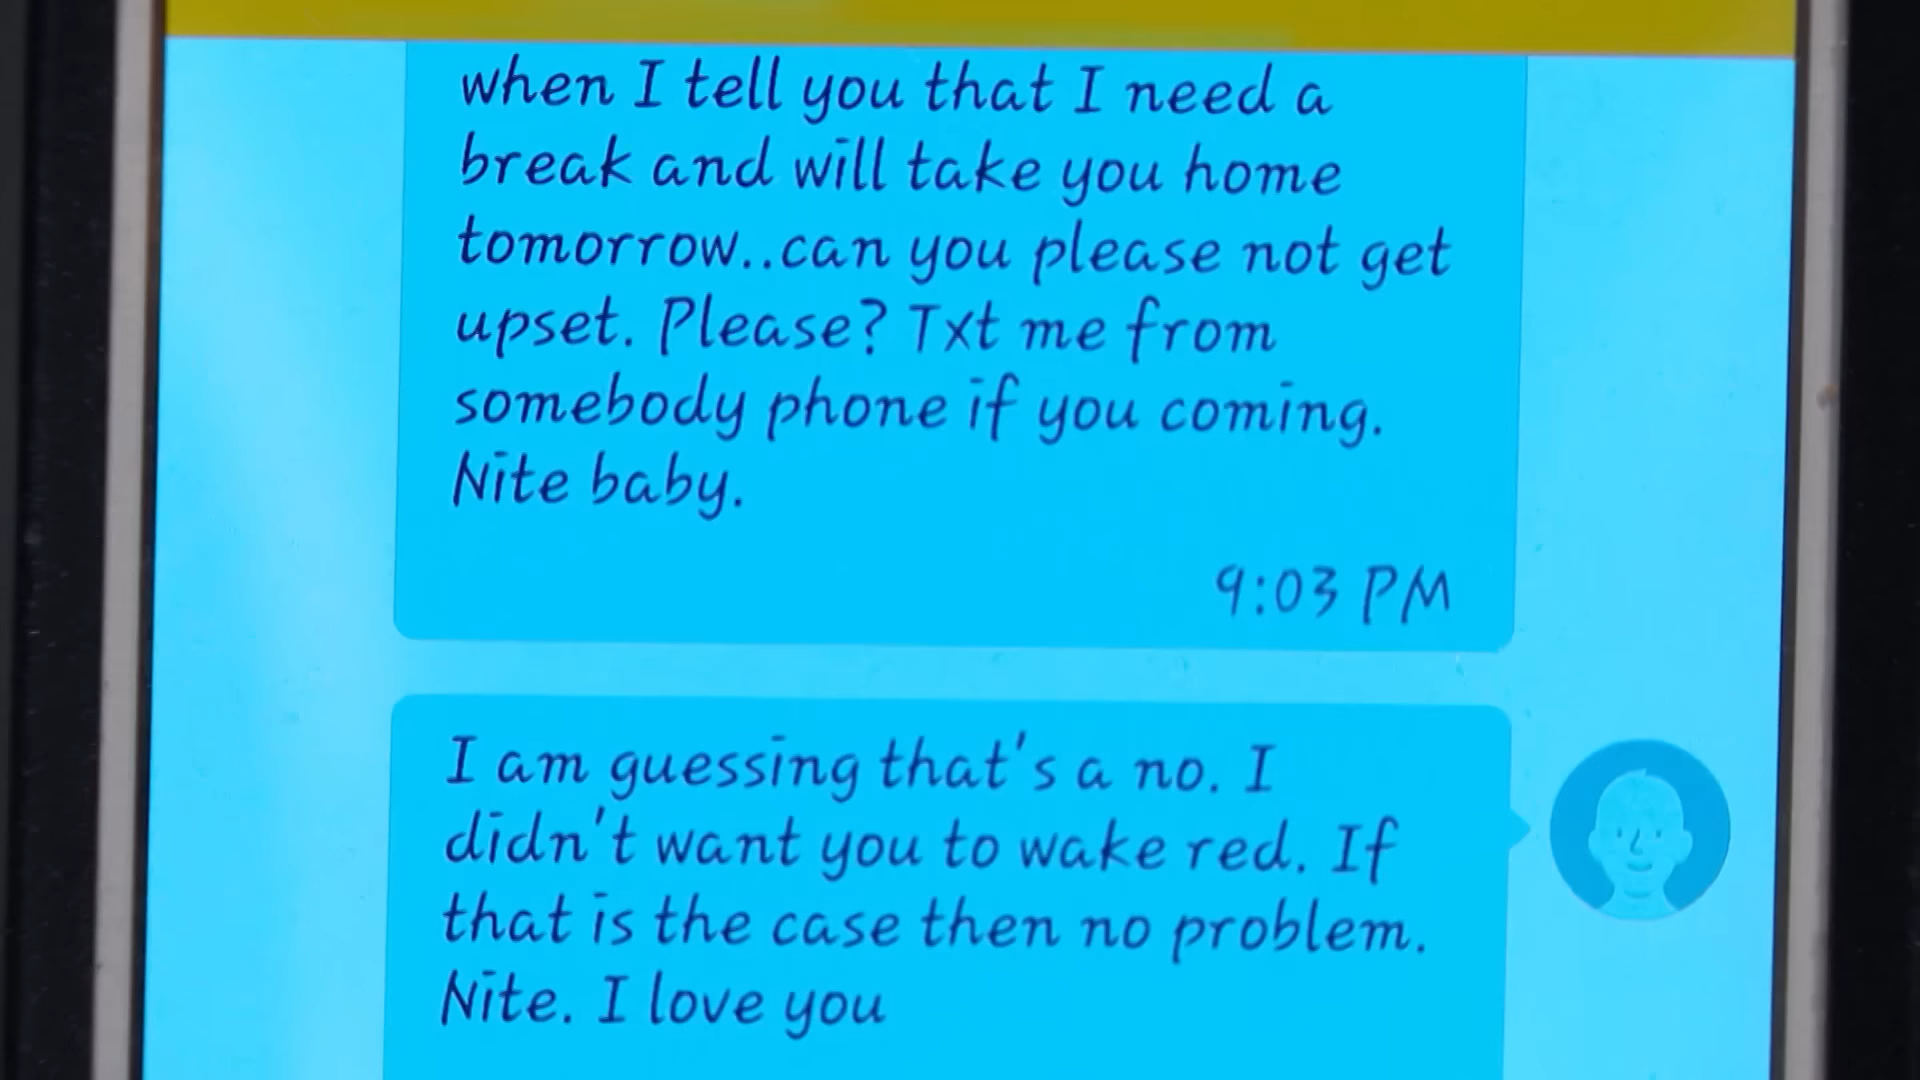 when I tell you that I need a
break and will take you home
tomorrow..can you please not get
upset. Please? Txt me from
somebody phone if you coming.
Nite baby.
9:03 PM
I am guessing that's a no. I
didn't want you to wake red. If
that is the case then no problem.
Nite. I love you